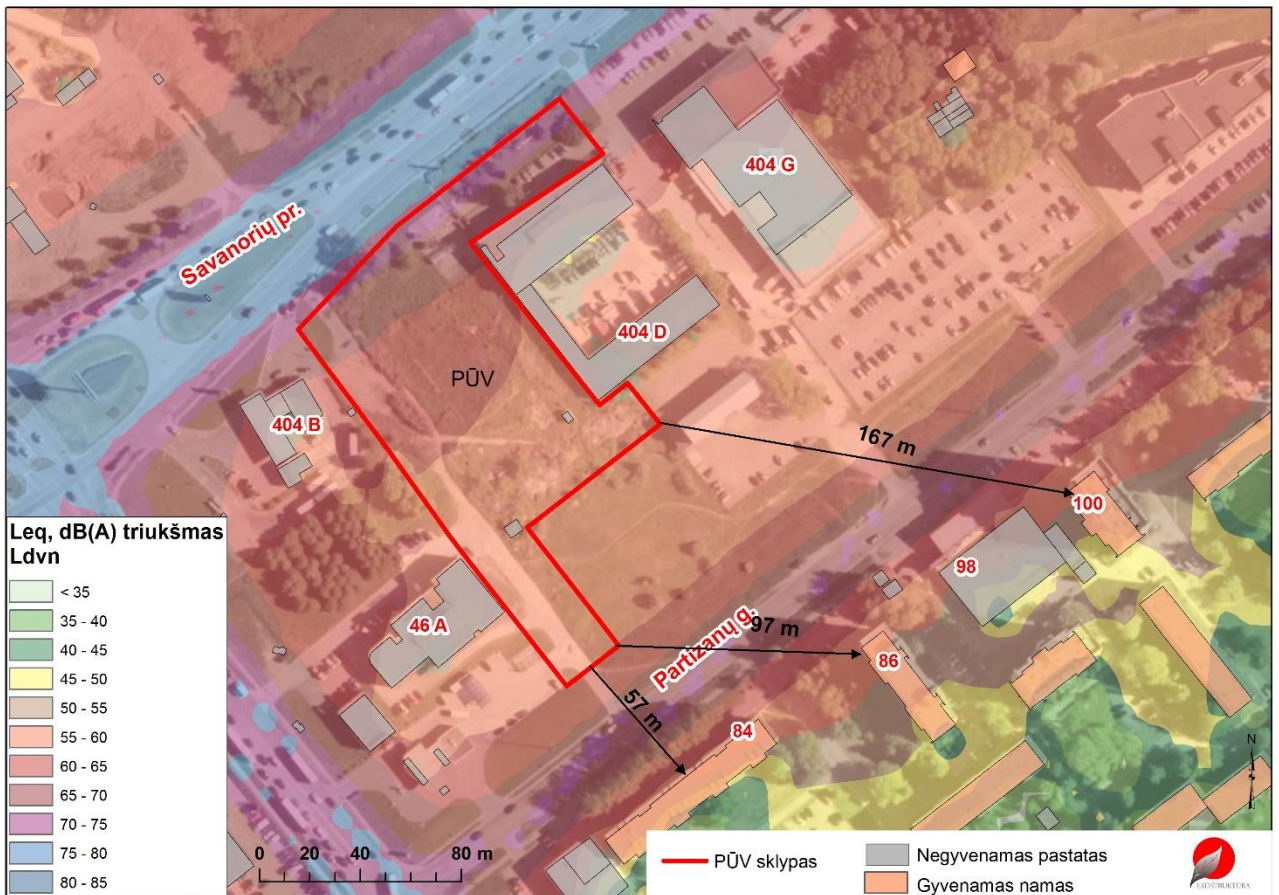 Savanorių pr.
404 G
404 D
PŪV
404 B
167 m
100
98
46 A
Partizanų g.
97 m
86
57 m
84
Leq, dB(A) triukšmas
Ldvn
< 35
35 - 40
40 - 45
45 - 50
50 - 55
55 - 60
60 - 65
65 - 70
70 - 75
75 - 80
80 - 85
0 20 40 80 m
N
PŪV sklypas
Negyvenamas pastatas
Gyvenamas namas
EKOSTRUKTŪRA